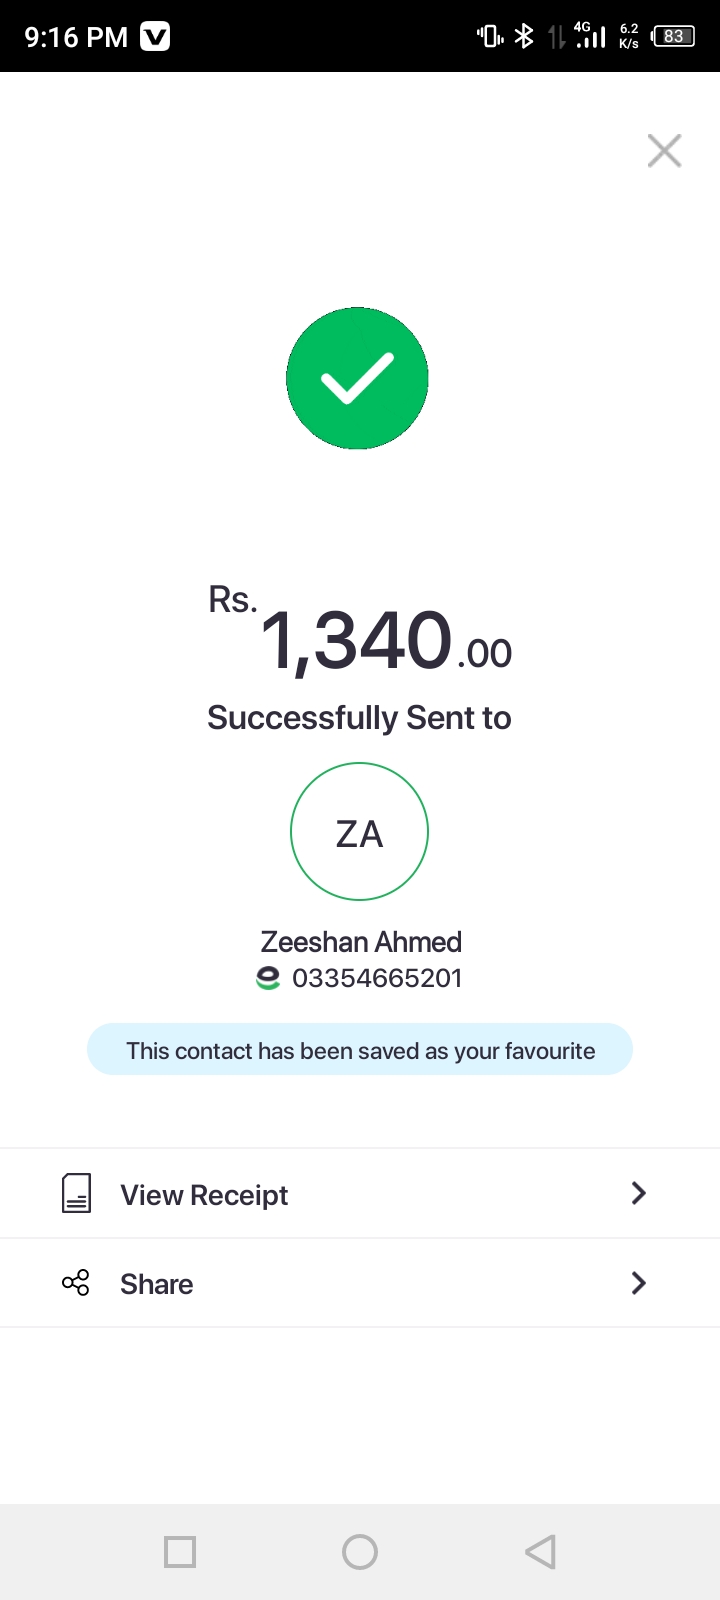 9:16 PM V 4G 6.2 K/s 83
Rs. 1,340.00
Successfully Sent to
ZA
Zeeshan Ahmed
03354665201
This contact has been saved as your favourite
View Receipt
Share